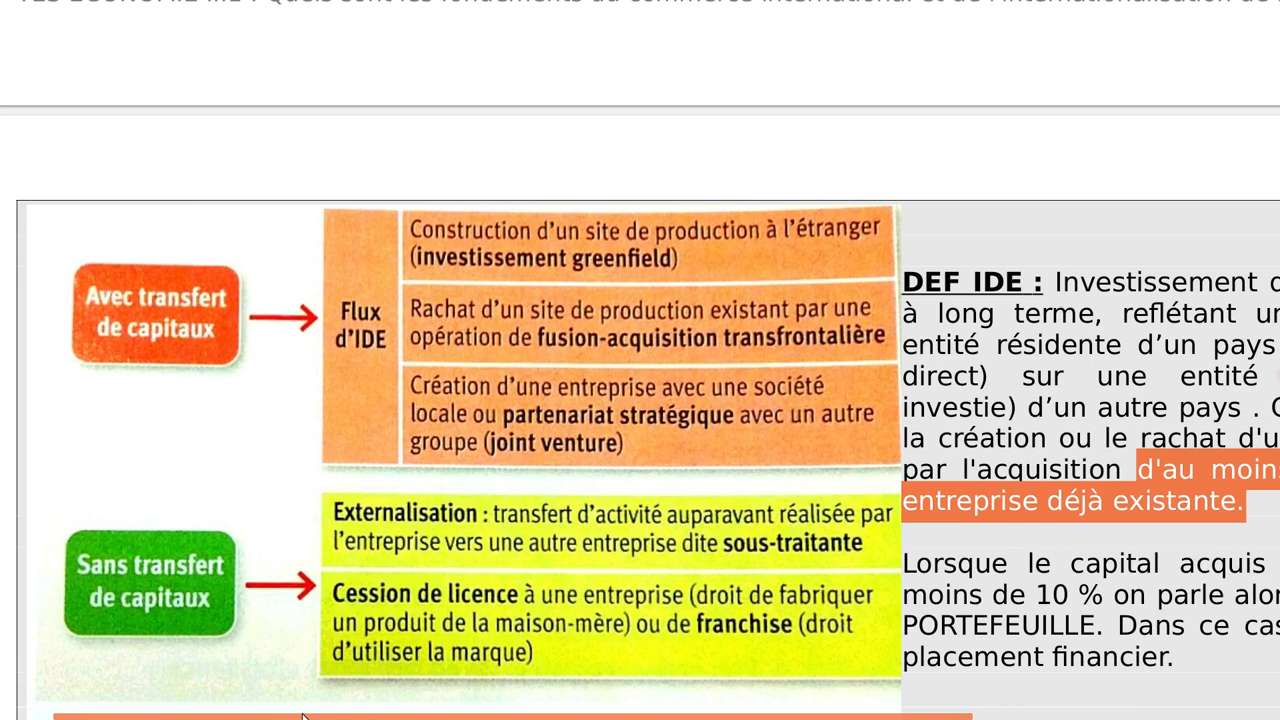 Avec transfert
de capitaux
Flux
d'IDE
Construction d'un site de production à l'étranger
(investissement greenfield)
Rachat d'un site de production existant par une
opération de fusion-acquisition transfrontalière
Création d'une entreprise avec une société
locale ou partenariat stratégique avec un autre
groupe (joint venture)
Sans transfert
de capitaux
Externalisation : transfert d'activité auparavant réalisée par
l'entreprise vers une autre entreprise dite sous-traitante
Cession de licence à une entreprise (droit de fabriquer
un produit de la maison-mère) ou de franchise (droit
d'utiliser la marque)
DEF IDE : Investissement
à long terme, reflétant
entité résidente d'un pays
direct) sur une entité
investie) d'un autre pays .
la création ou le rachat
par l'acquisition d'au moins
entreprise déjà existante.
Lorsque le capital acquis
moins de 10 % on parle
PORTEFEUILLE. Dans ce
placement financier.